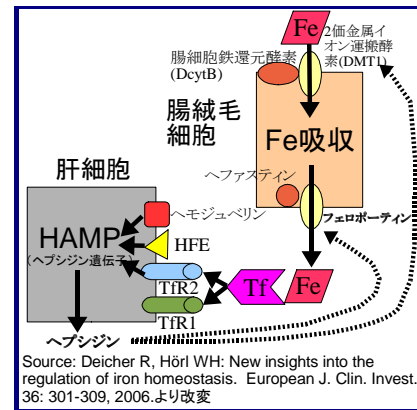 Fe
2価金属イ
オン運搬酵
素(DMT1)
腸細胞鉄還元酵素
(DcytB)
腸絨毛
細胞
Fe吸収
肝細胞
ヘファスティン
フェロポーティン
ヘモジュベリン
HAMP
(ヘプシジン遺伝子)
HFE
TfR2
Tf
Fe
TfR1
ヘプシジン
Source: Deicher R, Hörl WH: New insights into the
regulation of iron homeostasis. European J. Clin. Invest.
36: 301-309, 2006.より改変